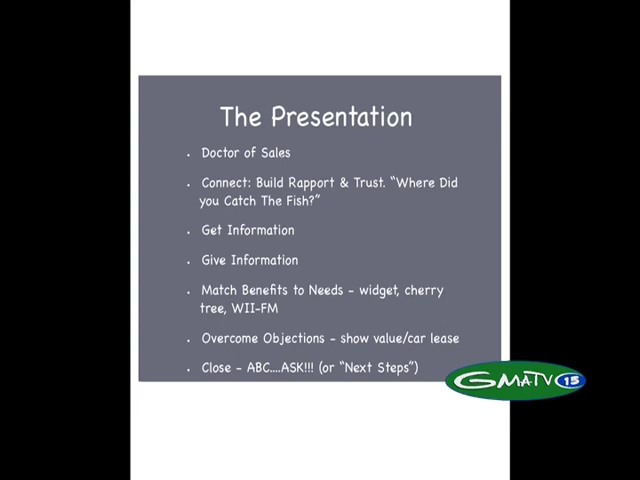 The Presentation
• Doctor of Sales
• Connect: Build Rapport & Trust. "Where Did
you Catch The Fish?"
• Get Information
• Give Information
• Match Benefits to Needs - widget, cherry
tree, WII-FM
• Overcome Objections - show value/car lease
• Close - ABC....ASK!!! (or "Next Steps")
GMATV 15